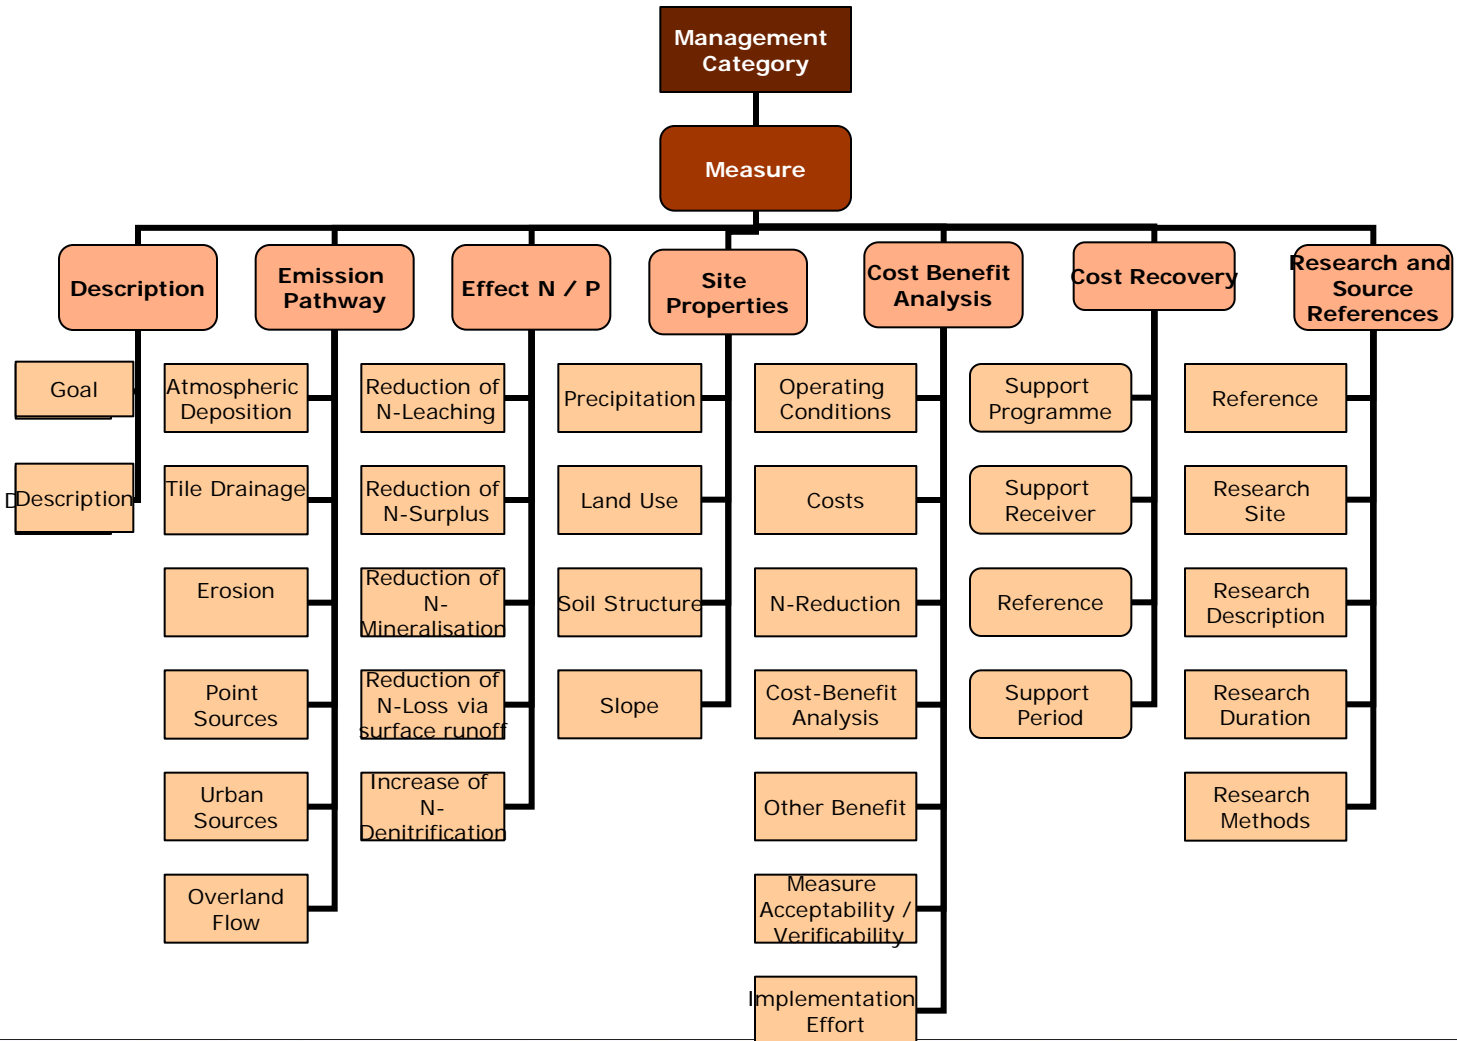 Management
Category
Measure
Description
Emission
Pathway
Effect N / P
Site
Properties
Cost Benefit
Analysis
Cost Recovery
Research and
Source
References
Goal
D
Description
Atmospheric
Deposition
Tile Drainage
Erosion
Point
Sources
Urban
Sources
Overland
Flow
Reduction of
N-Leaching
Reduction of
N-Surplus
Reduction of
N-
Mineralisation
Reduction of
N-Loss via
surface runoff
Increase of
N-
Denitrification
Precipitation
Land Use
Soil Structure
Slope
Operating
Conditions
Costs
N-Reduction
Cost-Benefit
Analysis
Other Benefit
Measure
Acceptability /
Verificability
Implementation
Effort
Support
Programme
Support
Receiver
Reference
Support
Period
Reference
Research
Site
Research
Description
Research
Duration
Research
Methods